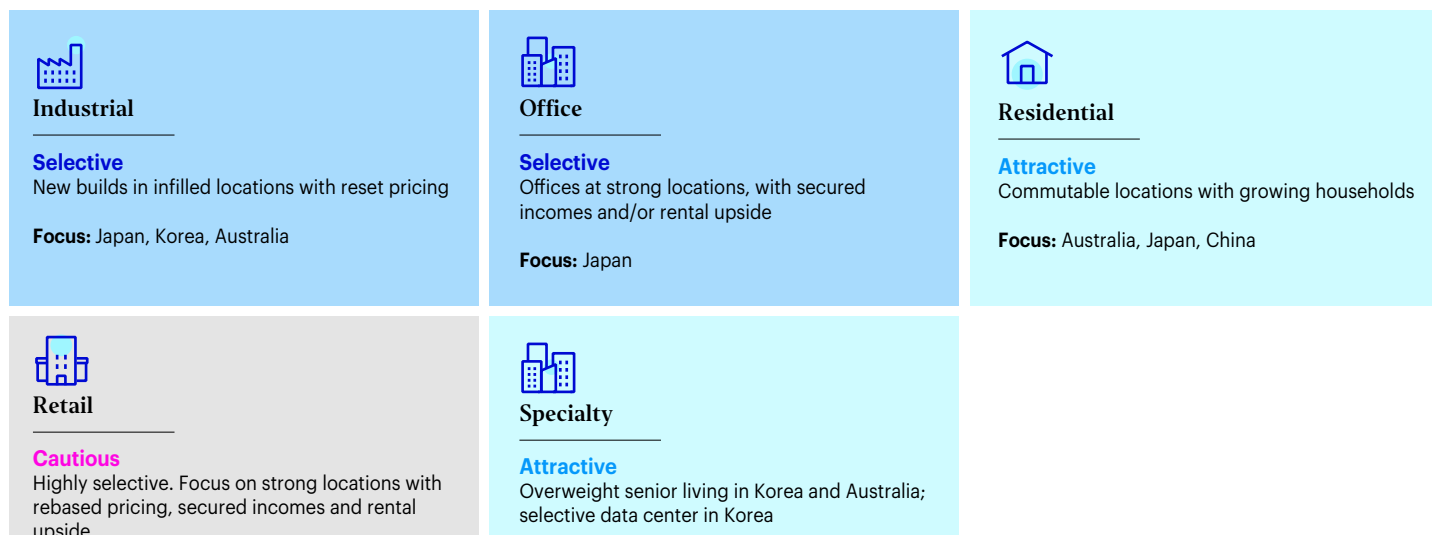 Industrial
Selective
New builds in infilled locations with reset pricing
Focus: Japan, Korea, Australia
Office
Selective
Offices at strong locations, with secured
incomes and/or rental upside
Focus: Japan
Residential
Attractive
Commutable locations with growing households
Focus: Australia, Japan, China
Retail
Cautious
Highly selective. Focus on strong locations with
rebased pricing, secured incomes and rental
upside
Specialty
Attractive
Overweight senior living in Korea and Australia;
selective data center in Korea